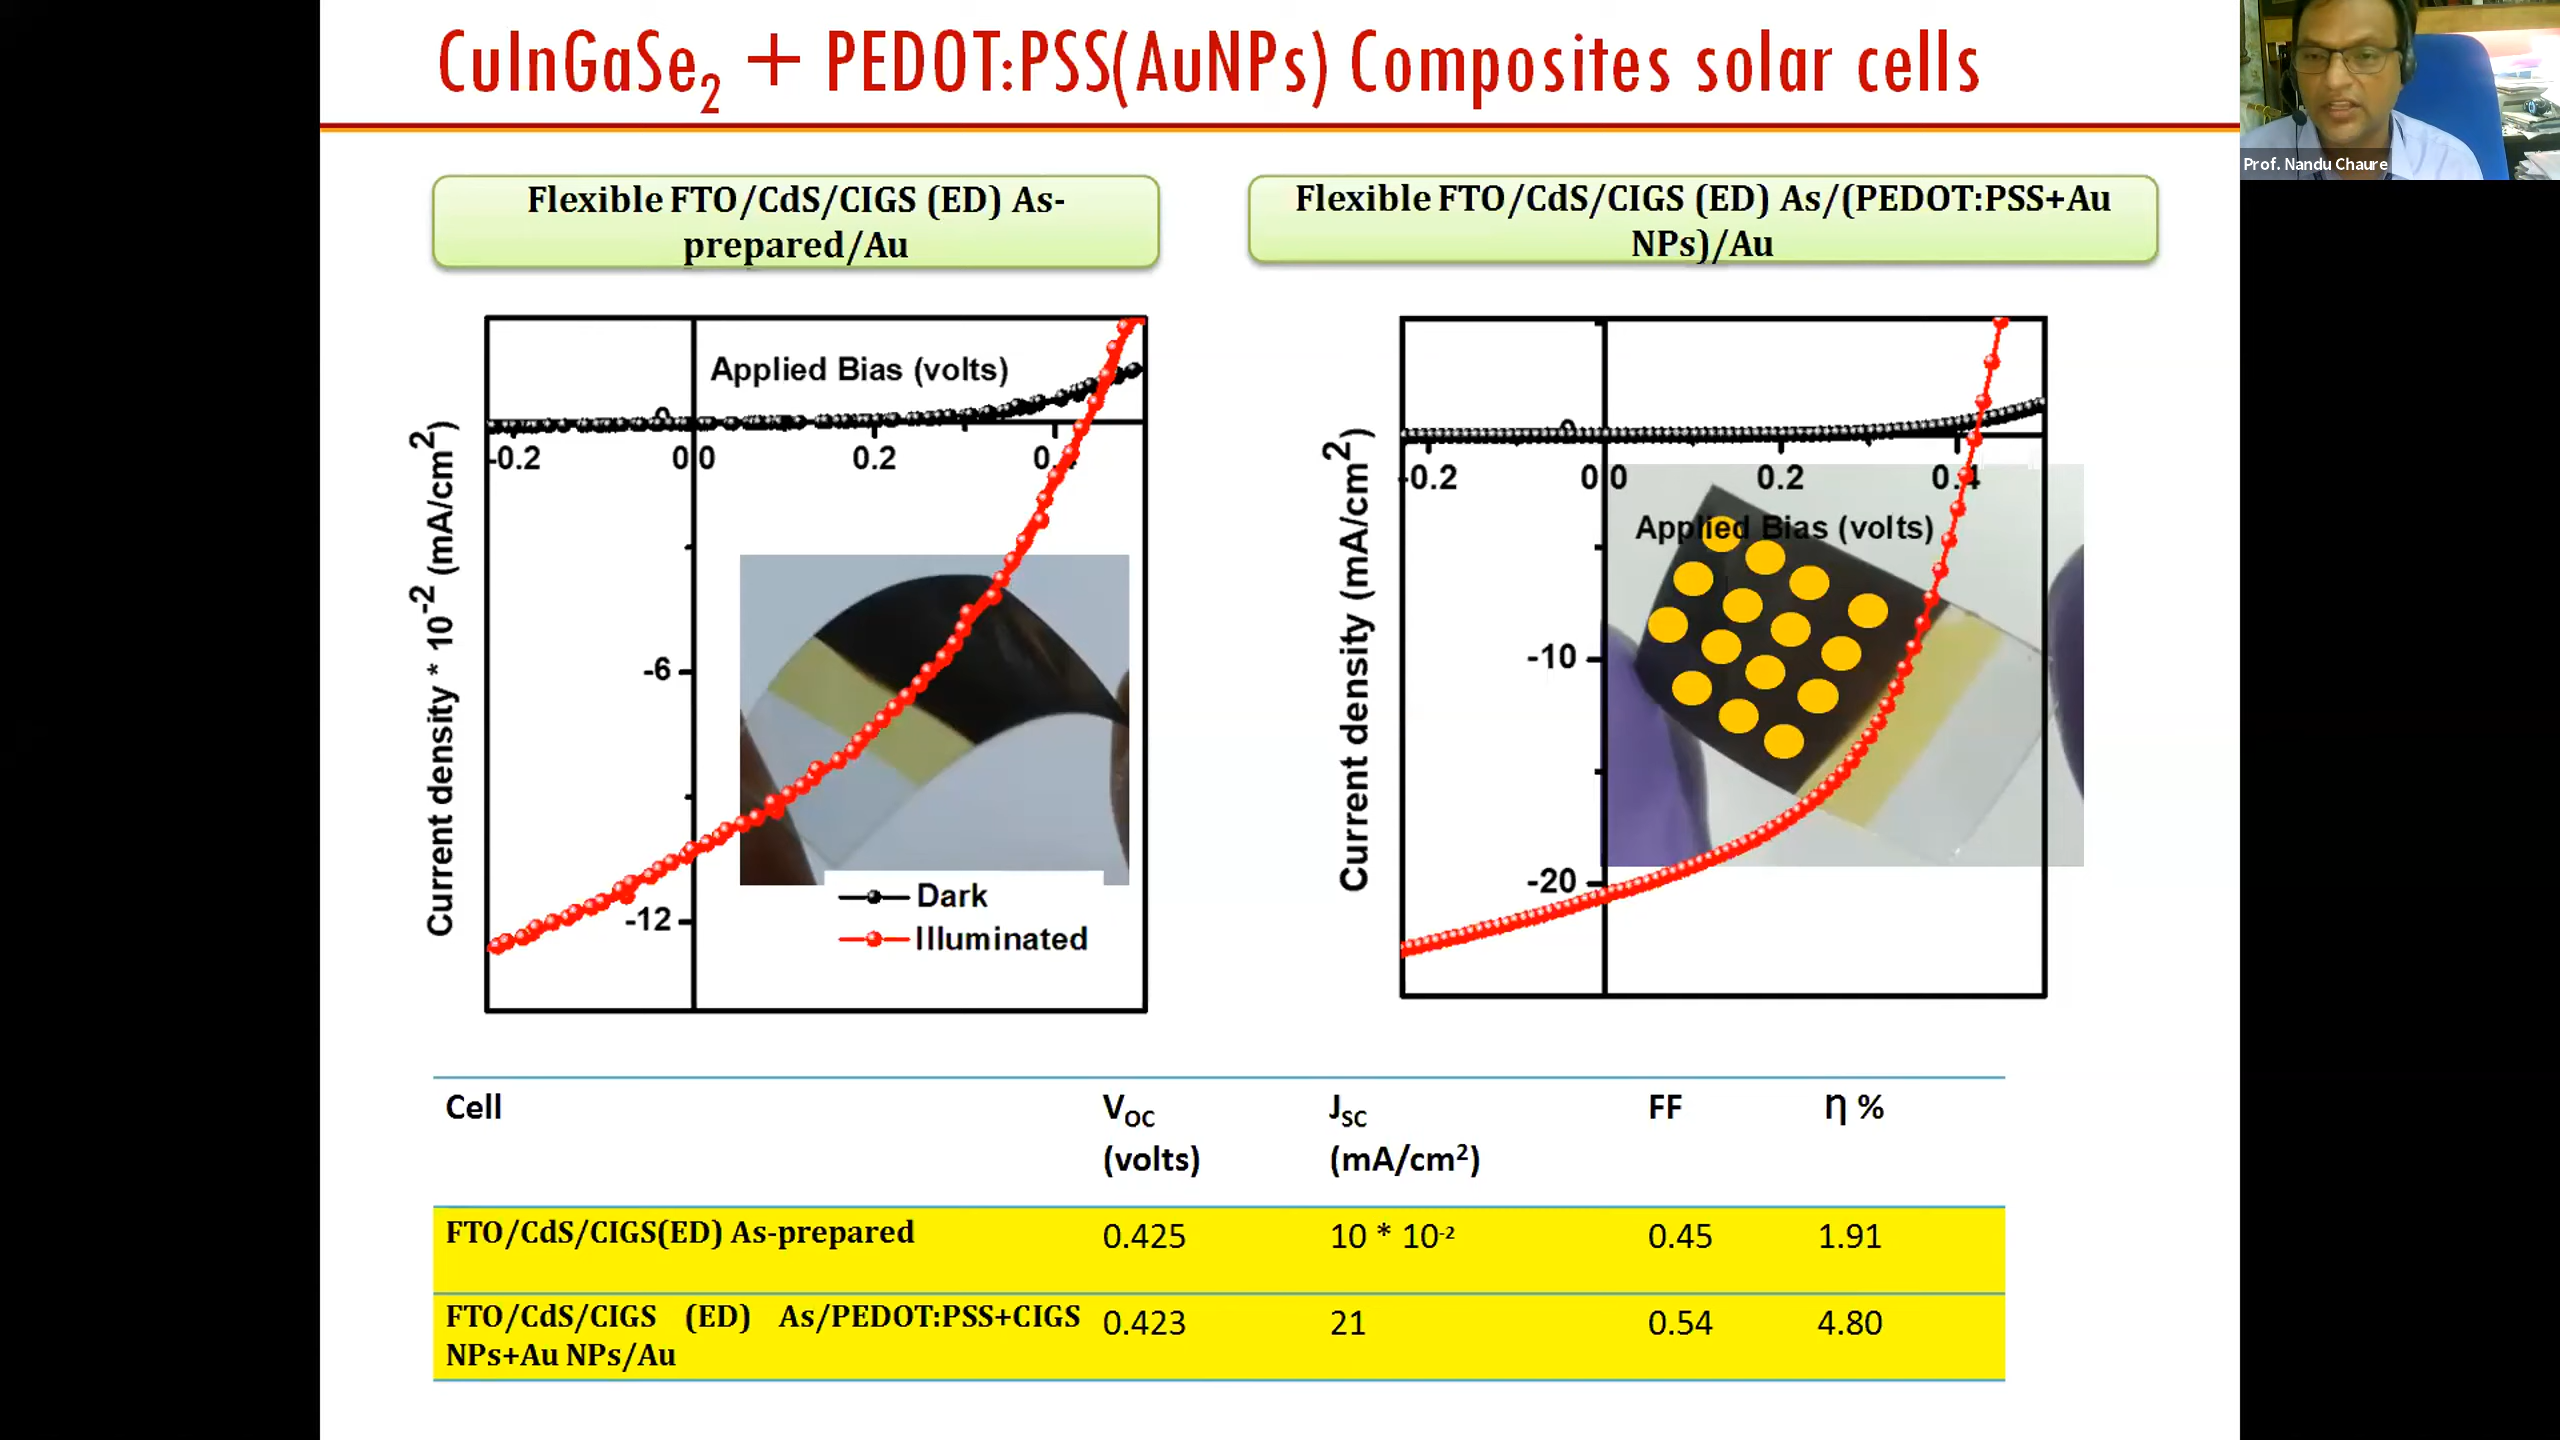 CuInGaSe₂ + PEDOT:PSS(AuNPs) Composites solar cells
Prof. Nandu Chaure
Flexible FTO/CdS/CIGS (ED) As-
prepared/Au
Flexible FTO/CdS/CIGS (ED) As/(PEDOT:PSS+Au
NPs)/Au
Current density * 10⁻² (mA/cm²)
Applied Bias (volts)
0
-0.2 0.0 0.2 0.4
-6
-12
Dark
Illuminated
Current density (mA/cm²)
0
-0.2 0.0 0.2 0.4
Applied Bias (volts)
-10
-20
Cell V_OC J_SC FF η %
(volts) (mA/cm²)
FTO/CdS/CIGS(ED) As-prepared 0.425 10 * 10⁻² 0.45 1.91
FTO/CdS/CIGS (ED) As/PEDOT:PSS+CIGS 0.423 21 0.54 4.80
NPs+Au NPs/Au